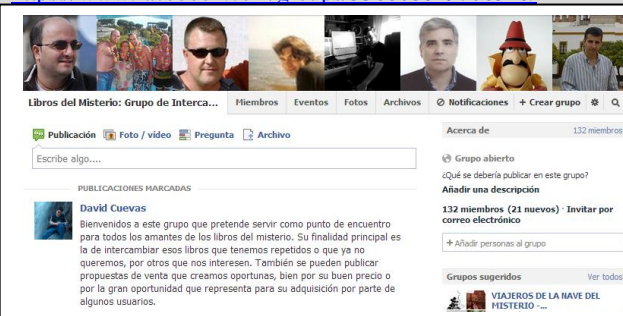 Libros del Misterio: Grupo de Interca...
Miembros
Eventos
Fotos
Archivos
Notificaciones
+ Crear grupo
Publicación
Foto / vídeo
Pregunta
Archivo
Escribe algo....
PUBLICACIONES MARCADAS
David Cuevas
Bienvenidos a este grupo que pretende servir como punto de encuentro
para todos los amantes de los libros del misterio. Su finalidad principal es
la de intercambiar esos libros que tenemos repetidos o que ya no
queremos, por otros que nos interesen. También se pueden publicar
propuestas de venta que creamos oportunas, bien por su buen precio o
por la gran oportunidad que representa para su adquisición por parte de
algunos usuarios.
Acerca de
132 miembros
Grupo abierto
¿Qué se debería publicar en este grupo?
Añadir una descripción
132 miembros (21 nuevos) · Invitar por
correo electrónico
+ Añadir personas al grupo
Grupos sugeridos
Ver todos
VIAJEROS DE LA NAVE DEL
MISTERIO -...